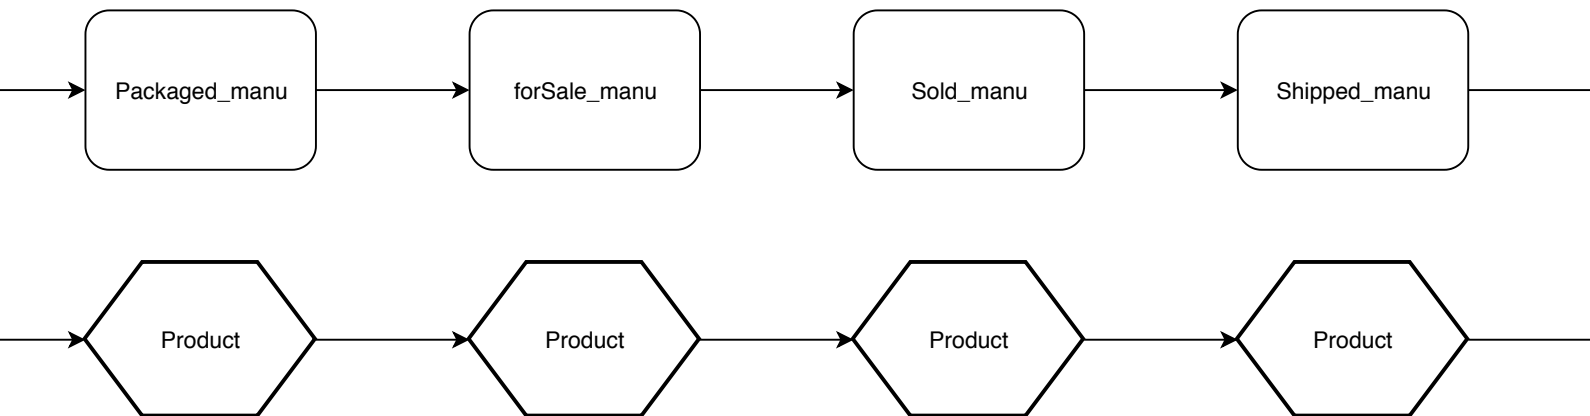 Packaged_manu
forSale_manu
Sold_manu
Shipped_manu
Product
Product
Product
Product